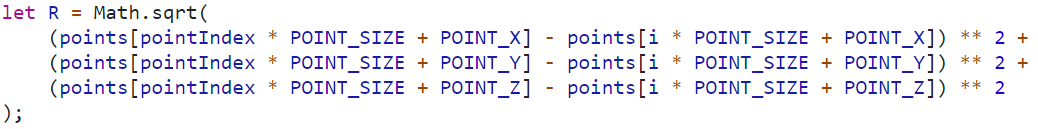 let R = Math.sqrt(
    (points[pointIndex * POINT_SIZE + POINT_X] - points[i * POINT_SIZE + POINT_X]) ** 2 +
    (points[pointIndex * POINT_SIZE + POINT_Y] - points[i * POINT_SIZE + POINT_Y]) ** 2 +
    (points[pointIndex * POINT_SIZE + POINT_Z] - points[i * POINT_SIZE + POINT_Z]) ** 2
);